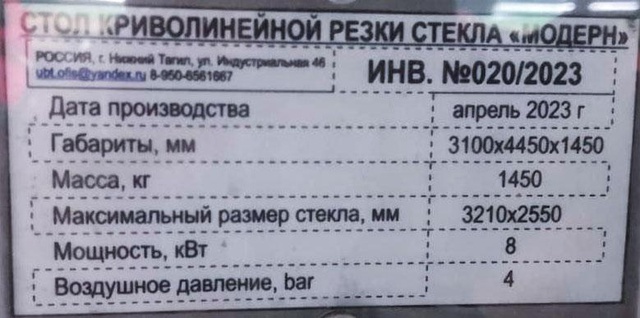 СТОЛ КРИВОЛИНЕЙНОЙ РЕЗКИ СТЕКЛА «МОДЕРН»
РОССИЯ, г. Нижний Тагил, ул. Индустриальная 46
ubt.ofis@yandex.ru 8-950-6561667
ИНВ. №020/2023
Дата производства апрель 2023 г
Габариты, мм 3100х4450х1450
Масса, кг 1450
Максимальный размер стекла, мм 3210х2550
Мощность, кВт 8
Воздушное давление, bar 4